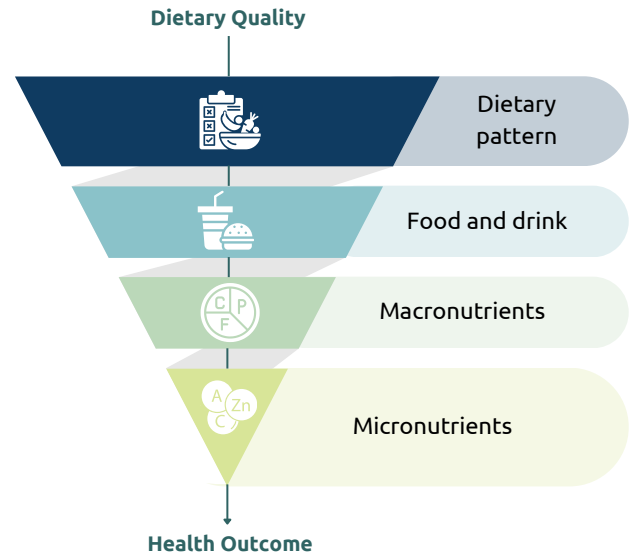 Dietary Quality
Dietary
pattern
Food and drink
C P
F
Macronutrients
A
Zn
C
Micronutrients
Health Outcome